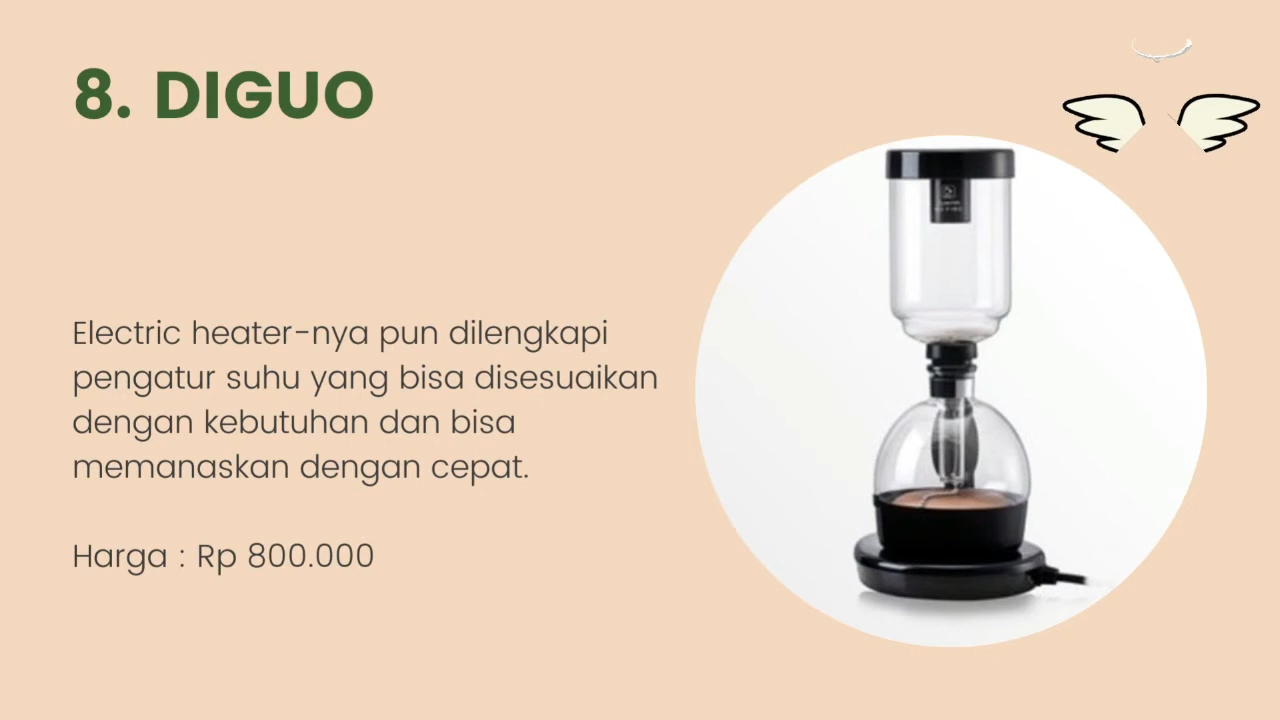 8. DIGUO
Electric heater-nya pun dilengkapi
pengatur suhu yang bisa disesuaikan
dengan kebutuhan dan bisa
memanaskan dengan cepat.
Harga : Rp 800.000